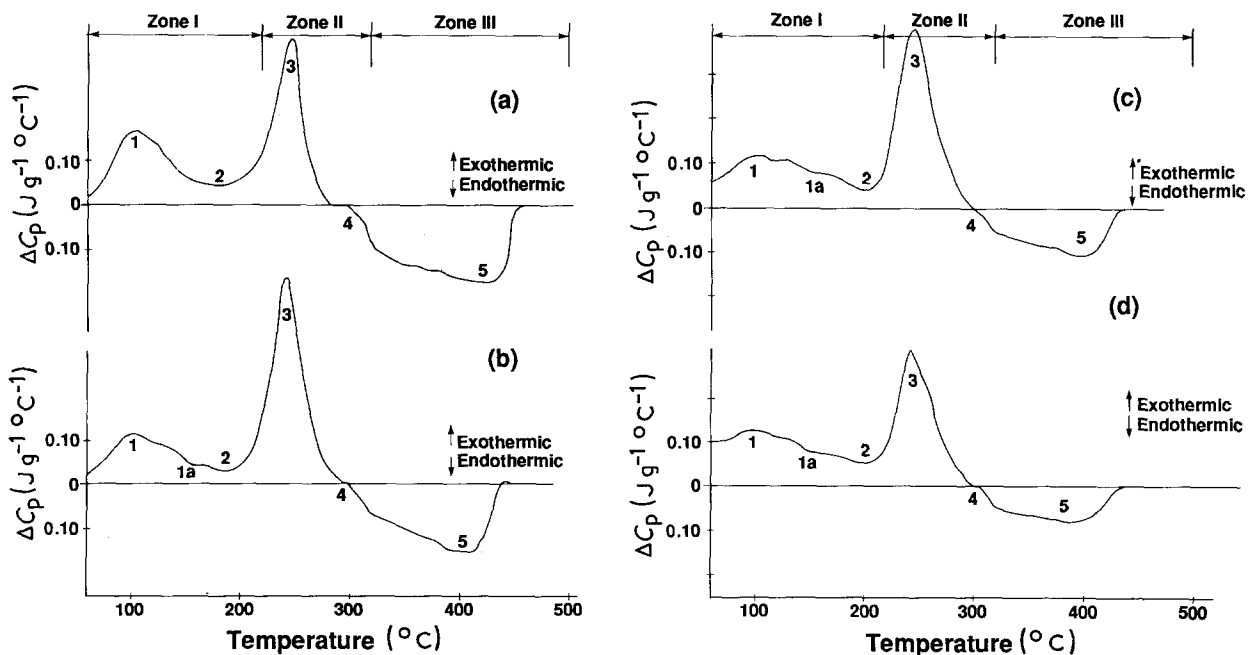 Zone I Zone II Zone III
3
(a)
1
2
0.10
0
0.10
↑Exothermic
↓Endothermic
4
5
ΔCp (J g⁻¹ °C⁻¹)
3
(b)
1
1a
2
0.10
0
0.10
↑Exothermic
↓Endothermic
4
5
ΔCp (J g⁻¹ °C⁻¹)
100 200 300 400 500
Temperature (°C)
Zone I Zone II Zone III
3
(c)
1
1a
2
0.10
0
0.10
↑Exothermic
↓Endothermic
4
5
ΔCp (J g⁻¹ °C⁻¹)
(d)
3
1
1a
2
0.10
0
0.10
↑Exothermic
↓Endothermic
4
5
ΔCp (J g⁻¹ °C⁻¹)
100 200 300 400 500
Temperature (°C)